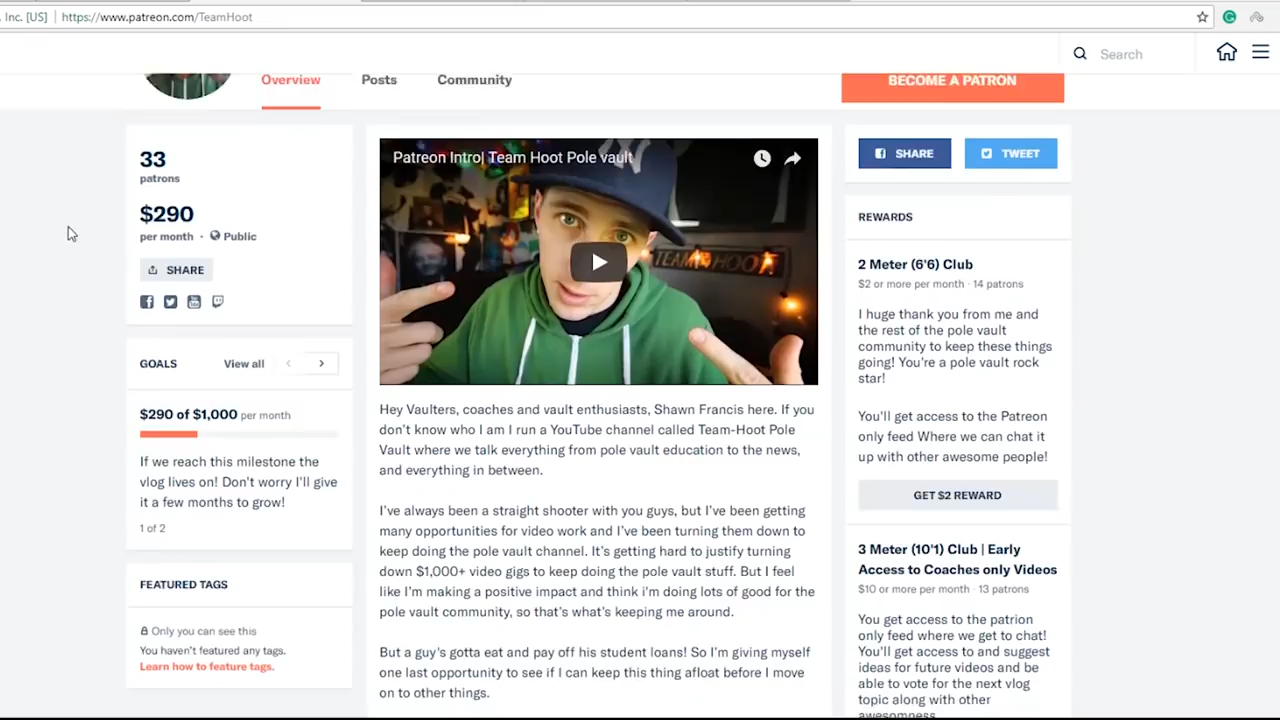 Inc. [US] https://www.patreon.com/TeamHoot
Search
Overview Posts Community
BECOME A PATRON
33
patrons
$290
per month · Public
SHARE
GOALS View all
$290 of $1,000 per month
If we reach this milestone the
vlog lives on! Don't worry I'll give
it a few months to grow!
1 of 2
FEATURED TAGS
Only you can see this
You haven't featured any tags.
Learn how to feature tags.
Patreon Intro| Team Hoot Pole vault
TEAM HOOT
Hey Vaulters, coaches and vault enthusiasts, Shawn Francis here. If you
don't know who I am I run a YouTube channel called Team-Hoot Pole
Vault where we talk everything from pole vault education to the news,
and everything in between.
I've always been a straight shooter with you guys, but I've been getting
many opportunities for video work and I've been turning them down to
keep doing the pole vault channel. It's getting hard to justify turning
down $1,000+ video gigs to keep doing the pole vault stuff. But I feel
like I'm making a positive impact and think i'm doing lots of good for the
pole vault community, so that's what's keeping me around.
But a guy's gotta eat and pay off his student loans! So I'm giving myself
one last opportunity to see if I can keep this thing afloat before I move
on to other things.
SHARE TWEET
REWARDS
2 Meter (6'6) Club
$2 or more per month · 14 patrons
I huge thank you from me and
the rest of the pole vault
community to keep these things
going! You're a pole vault rock
star!
You'll get access to the Patreon
only feed Where we can chat it
up with other awesome people!
GET $2 REWARD
3 Meter (10'1) Club | Early
Access to Coaches only Videos
$10 or more per month · 13 patrons
You get access to the patrion
only feed where we get to chat!
You'll get access to and suggest
ideas for future videos and be
able to vote for the next vlog
topic along with other
awesomeness